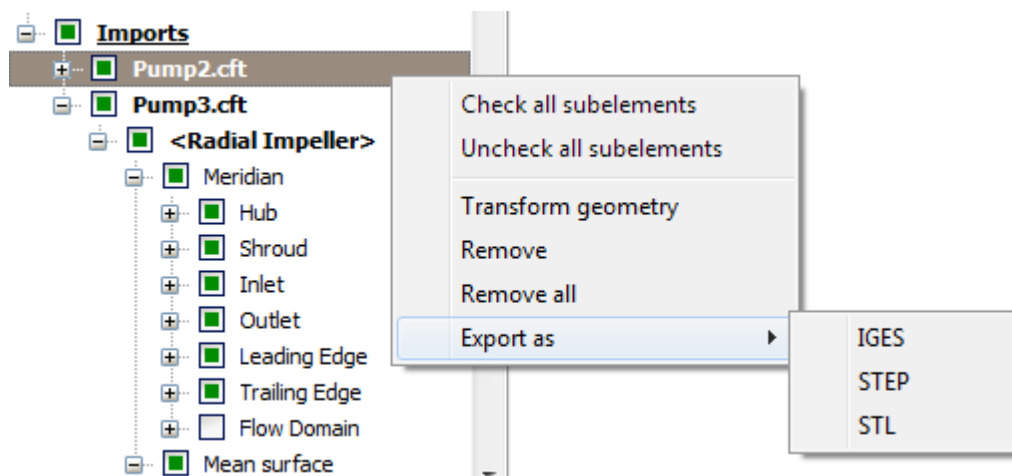 Imports
Pump2.cft
Pump3.cft
<Radial Impeller>
Meridian
Hub
Shroud
Inlet
Outlet
Leading Edge
Trailing Edge
Flow Domain
Mean surface
Check all subelements
Uncheck all subelements
Transform geometry
Remove
Remove all
Export as
IGES
STEP
STL